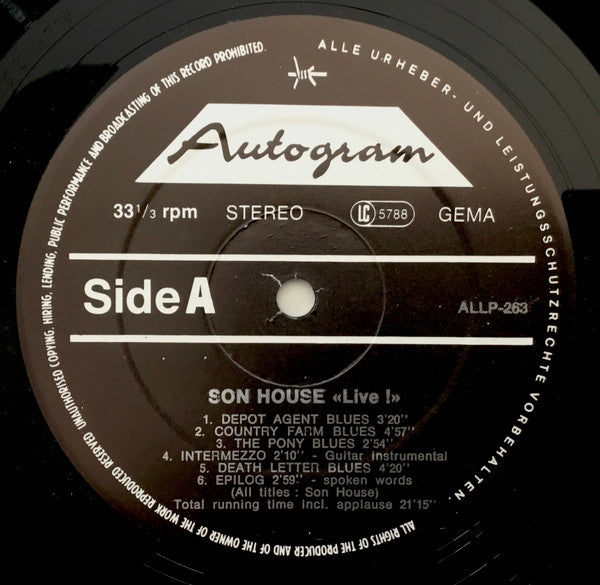 ALLE URHEBER- UND LEISTUNGSSCHUTZRECHTE VORBEHALTEN.
ALL RIGHTS OF THE PRODUCER AND OF THE OWNER OF THE WORK REPRODUCED RESERVED UNAUTHORISED COPYING, HIRING, LENDING, PUBLIC PERFORMANCE AND BROADCASTING OF THIS RECORD PROHIBITED.
Autogram
33 1/3 rpm STEREO LC 5788 GEMA
Side A ALLP-263
SON HOUSE «Live !»
1. DEPOT AGENT BLUES 3'20''
2. COUNTRY FARM BLUES 4'57''
3. THE PONY BLUES 2'54''
4. INTERMEZZO 2'10'' - Guitar instrumental
5. DEATH LETTER BLUES 4'20''
6. EPILOG 2'59'' - spoken words
(All titles : Son House)
Total running time incl. applause 21'15''